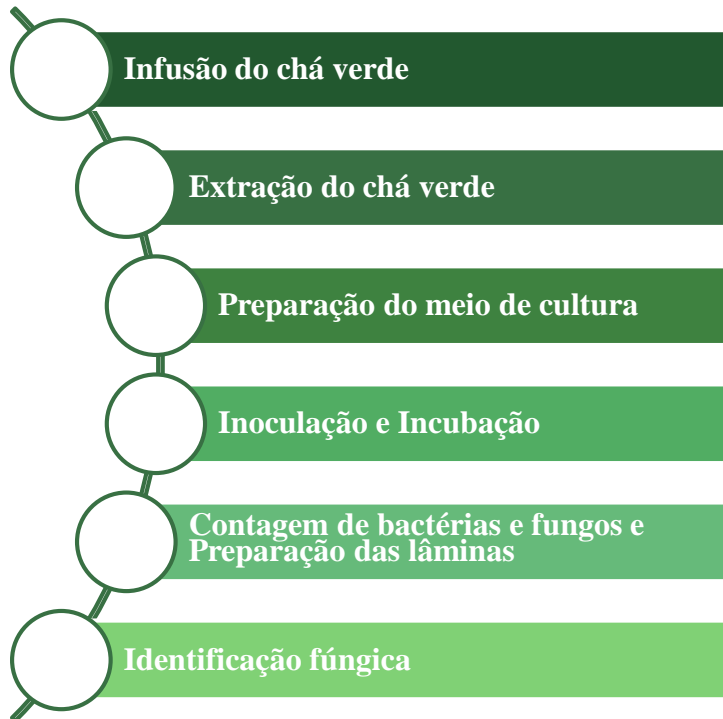 Infusão do chá verde
Extração do chá verde
Preparação do meio de cultura
Inoculação e Incubação
Contagem de bactérias e fungos e
Preparação das lâminas
Identificação fúngica